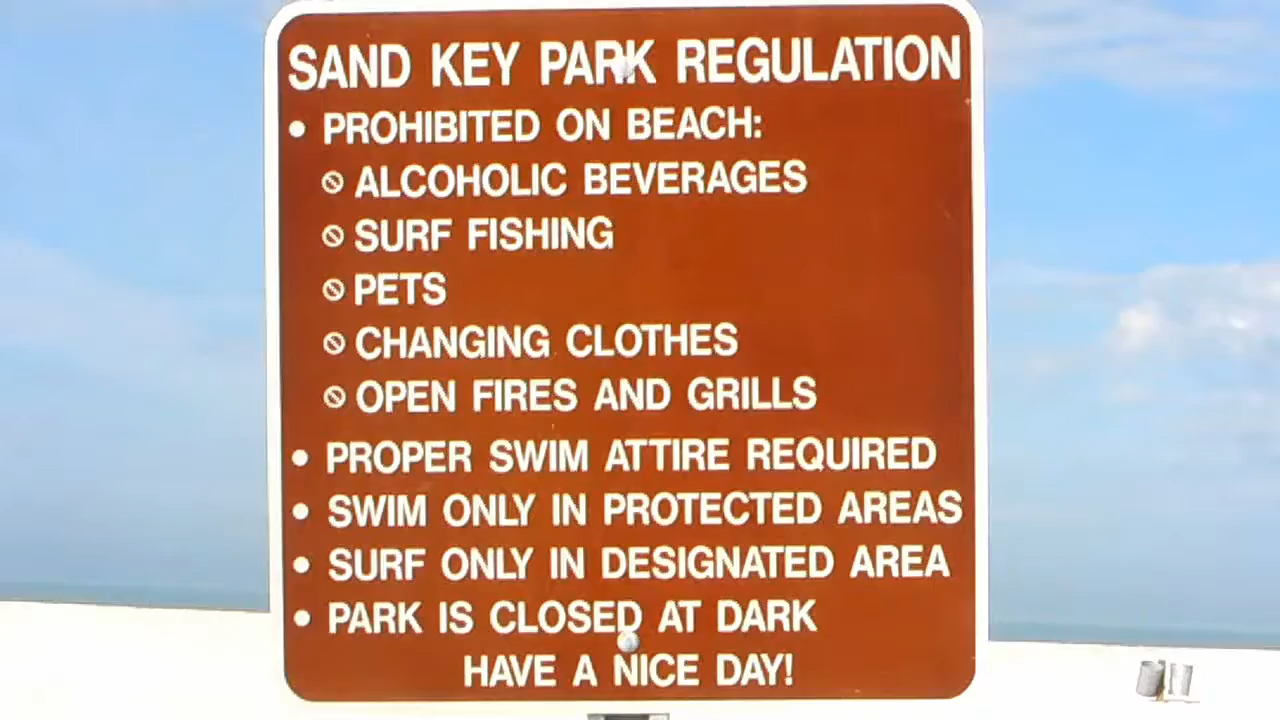 SAND KEY PARK REGULATION
• PROHIBITED ON BEACH:
⃠ ALCOHOLIC BEVERAGES
⃠ SURF FISHING
⃠ PETS
⃠ CHANGING CLOTHES
⃠ OPEN FIRES AND GRILLS
• PROPER SWIM ATTIRE REQUIRED
• SWIM ONLY IN PROTECTED AREAS
• SURF ONLY IN DESIGNATED AREA
• PARK IS CLOSED AT DARK
HAVE A NICE DAY!